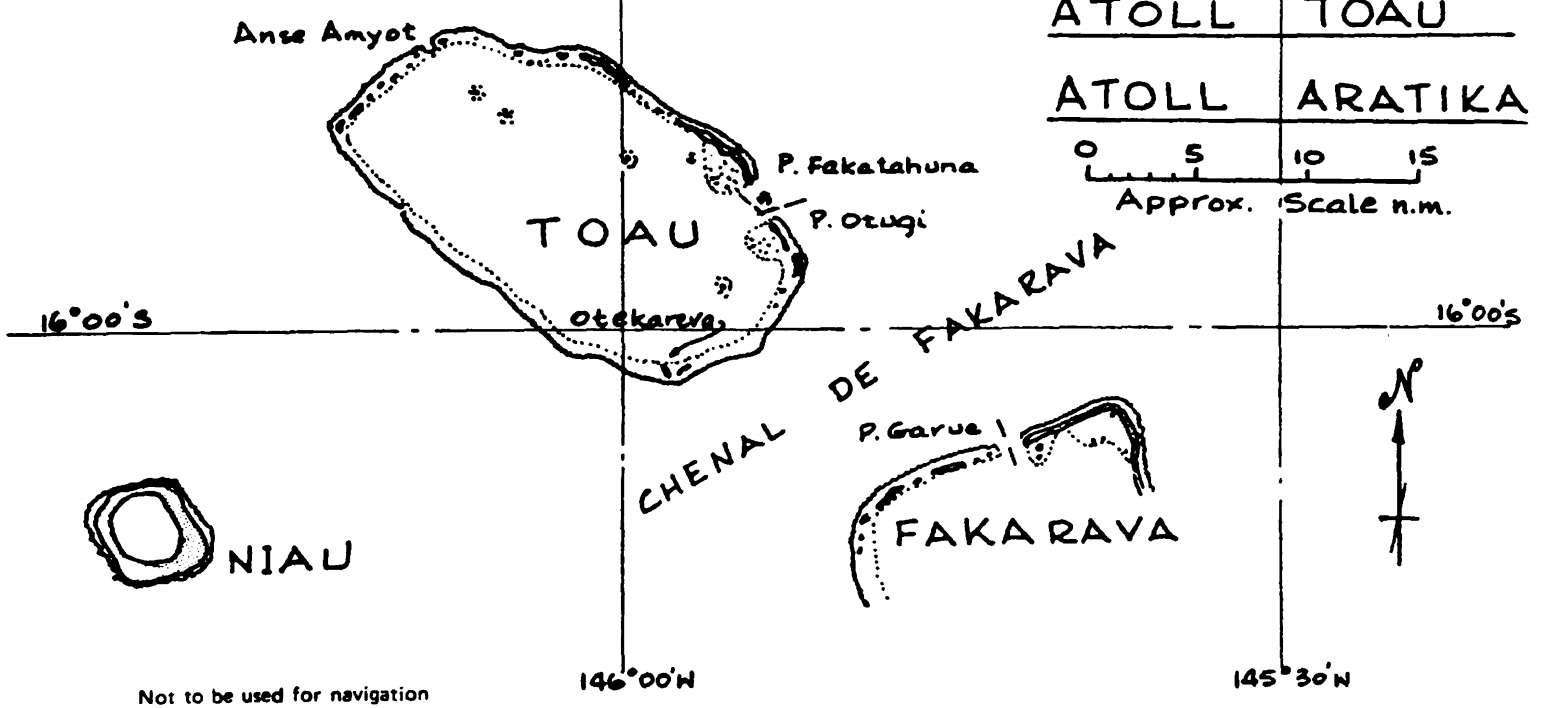 ATOLL TOAU
Anse Amyot
ATOLL ARATIKA
0 5 10 15
P. Fakatahuna
Approx. Scale n.m.
P. Otugi
TOAU
CHENAL DE FAKARAVA
16°00'S
Otekareva
16°00'S
N
P. Garue
FAKARAVA
NIAU
146°00'W
145°30'W
Not to be used for navigation